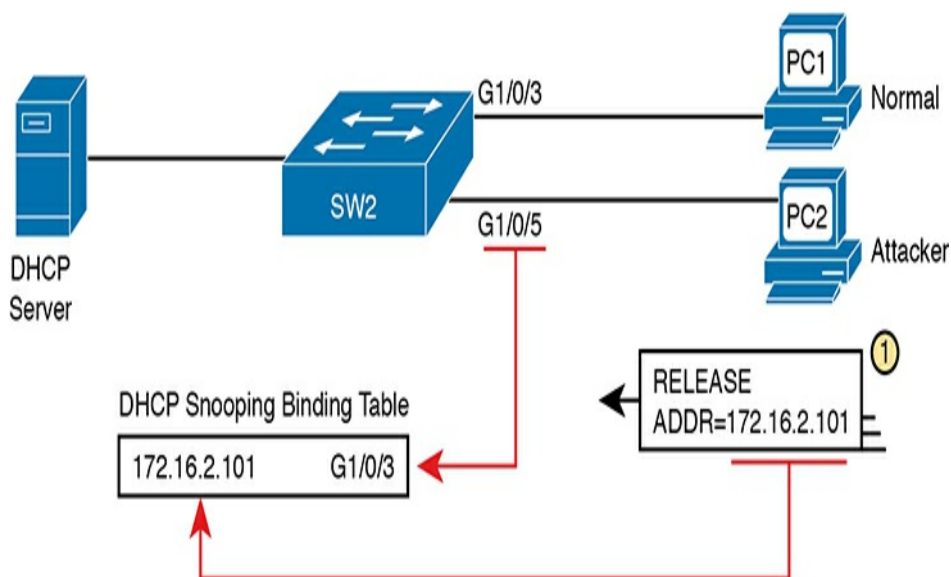 G1/0/3
PC1
Normal
SW2
G1/0/5
PC2
Attacker
DHCP
Server
1
RELEASE
ADDR=172.16.2.101
DHCP Snooping Binding Table
172.16.2.101 G1/0/3